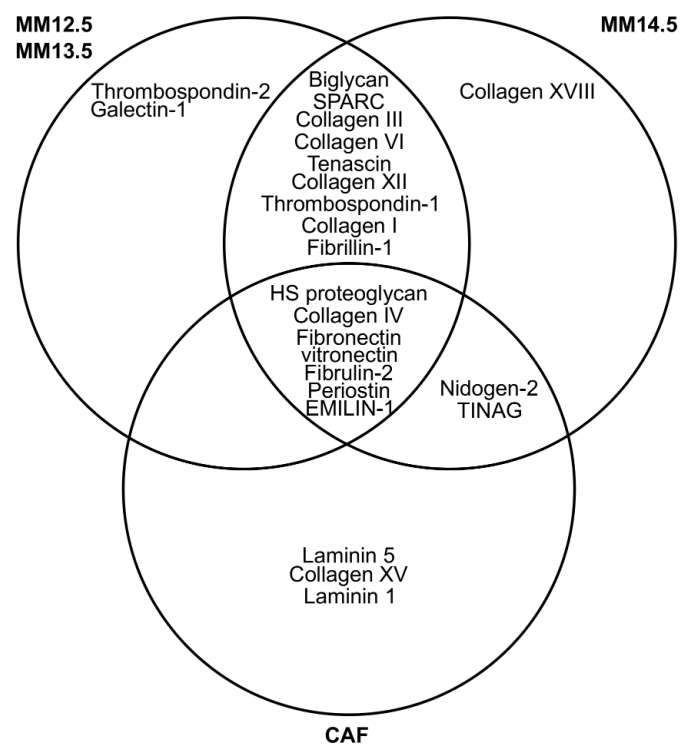 MM12.5
MM13.5
MM14.5
Thrombospondin-2
Galectin-1
Biglycan
SPARC
Collagen III
Collagen VI
Tenascin
Collagen XII
Thrombospondin-1
Collagen I
Fibrillin-1
Collagen XVIII
HS proteoglycan
Collagen IV
Fibronectin
vitronectin
Fibrulin-2
Periostin
EMILIN-1
Nidogen-2
TINAG
Laminin 5
Collagen XV
Laminin 1
CAF